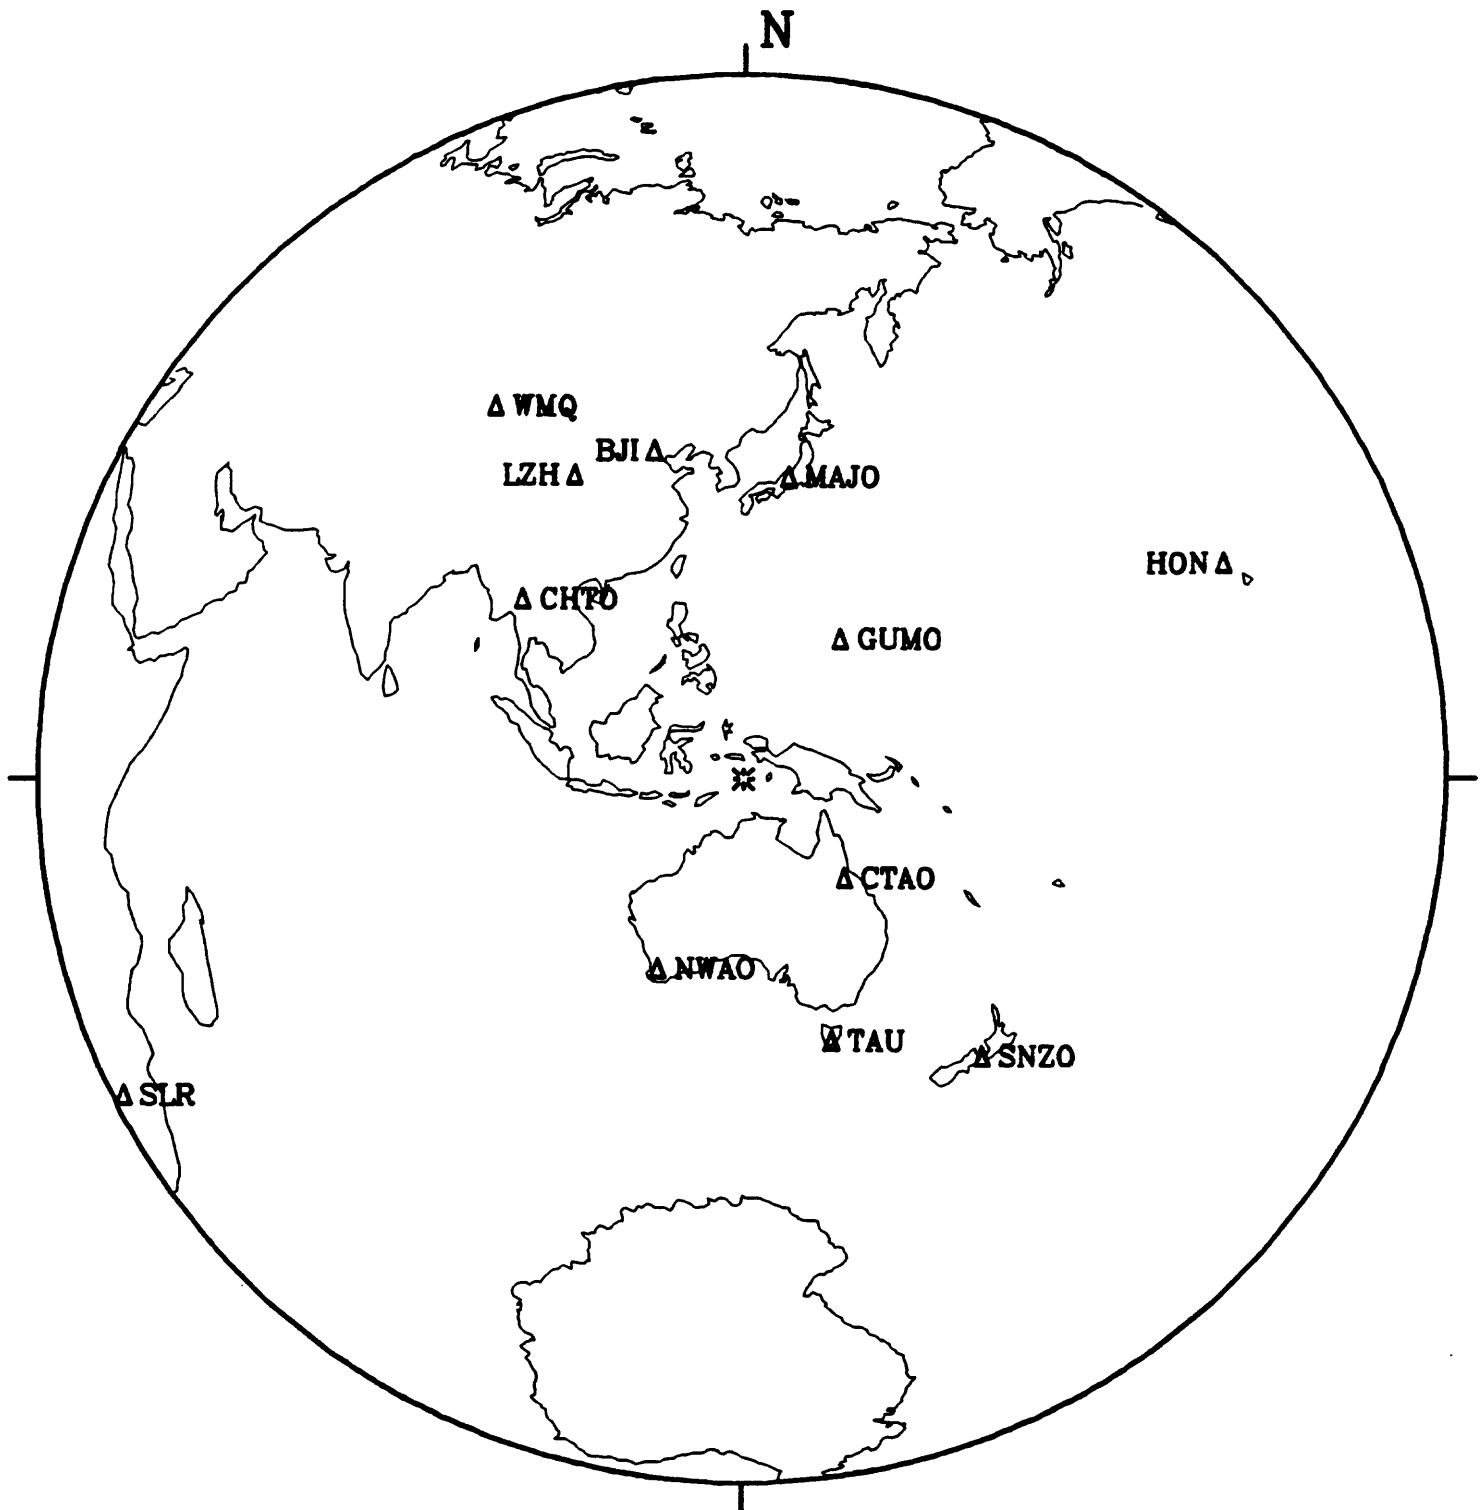 N
WMQ
BJI
LZH
MAJO
HON
CHTO
GUMO
CTAO
NWAO
TAU
SNZO
SLR